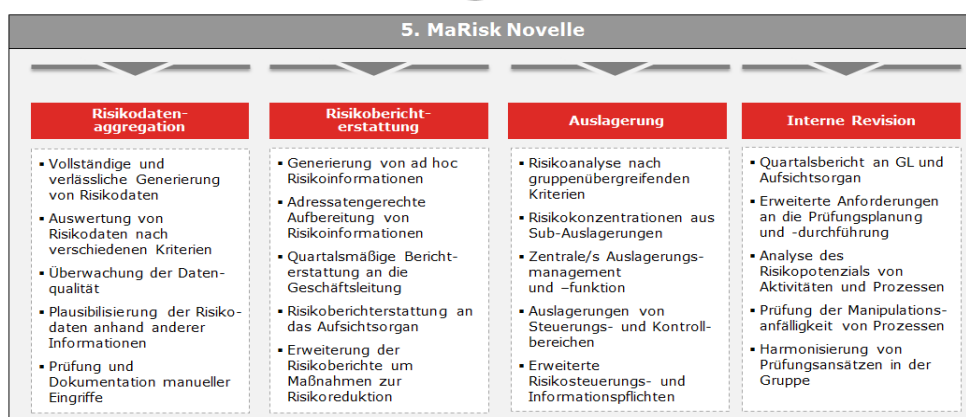 5. MaRisk Novelle
Risikodaten-
aggregation
▪ Vollständige und
verlässliche Generierung
von Risikodaten
▪ Auswertung von
Risikodaten nach
verschiedenen Kriterien
▪ Überwachung der Daten-
qualität
▪ Plausibilisierung der Risiko-
daten anhand anderer
Informationen
▪ Prüfung und
Dokumentation manueller
Eingriffe
Risikobericht-
erstattung
▪ Generierung von ad hoc
Risikoinformationen
▪ Adressatengerechte
Aufbereitung von
Risikoinformationen
▪ Quartalsmäßige Bericht-
erstattung an die
Geschäftsleitung
▪ Risikoberichterstattung an
das Aufsichtsorgan
▪ Erweiterung der
Risikoberichte um
Maßnahmen zur
Risikoreduktion
Auslagerung
▪ Risikoanalyse nach
gruppenübergreifenden
Kriterien
▪ Risikokonzentrationen aus
Sub-Auslagerungen
▪ Zentrale/s Auslagerungs-
management
und –funktion
▪ Auslagerungen von
Steuerungs- und Kontroll-
bereichen
▪ Erweiterte
Risikosteuerungs- und
Informationspflichten
Interne Revision
▪ Quartalsbericht an GL und
Aufsichtsorgan
▪ Erweiterte Anforderungen
an die Prüfungsplanung
und -durchführung
▪ Analyse des
Risikopotenzials von
Aktivitäten und Prozessen
▪ Prüfung der Manipulations-
anfälligkeit von Prozessen
▪ Harmonisierung von
Prüfungsansätzen in der
Gruppe